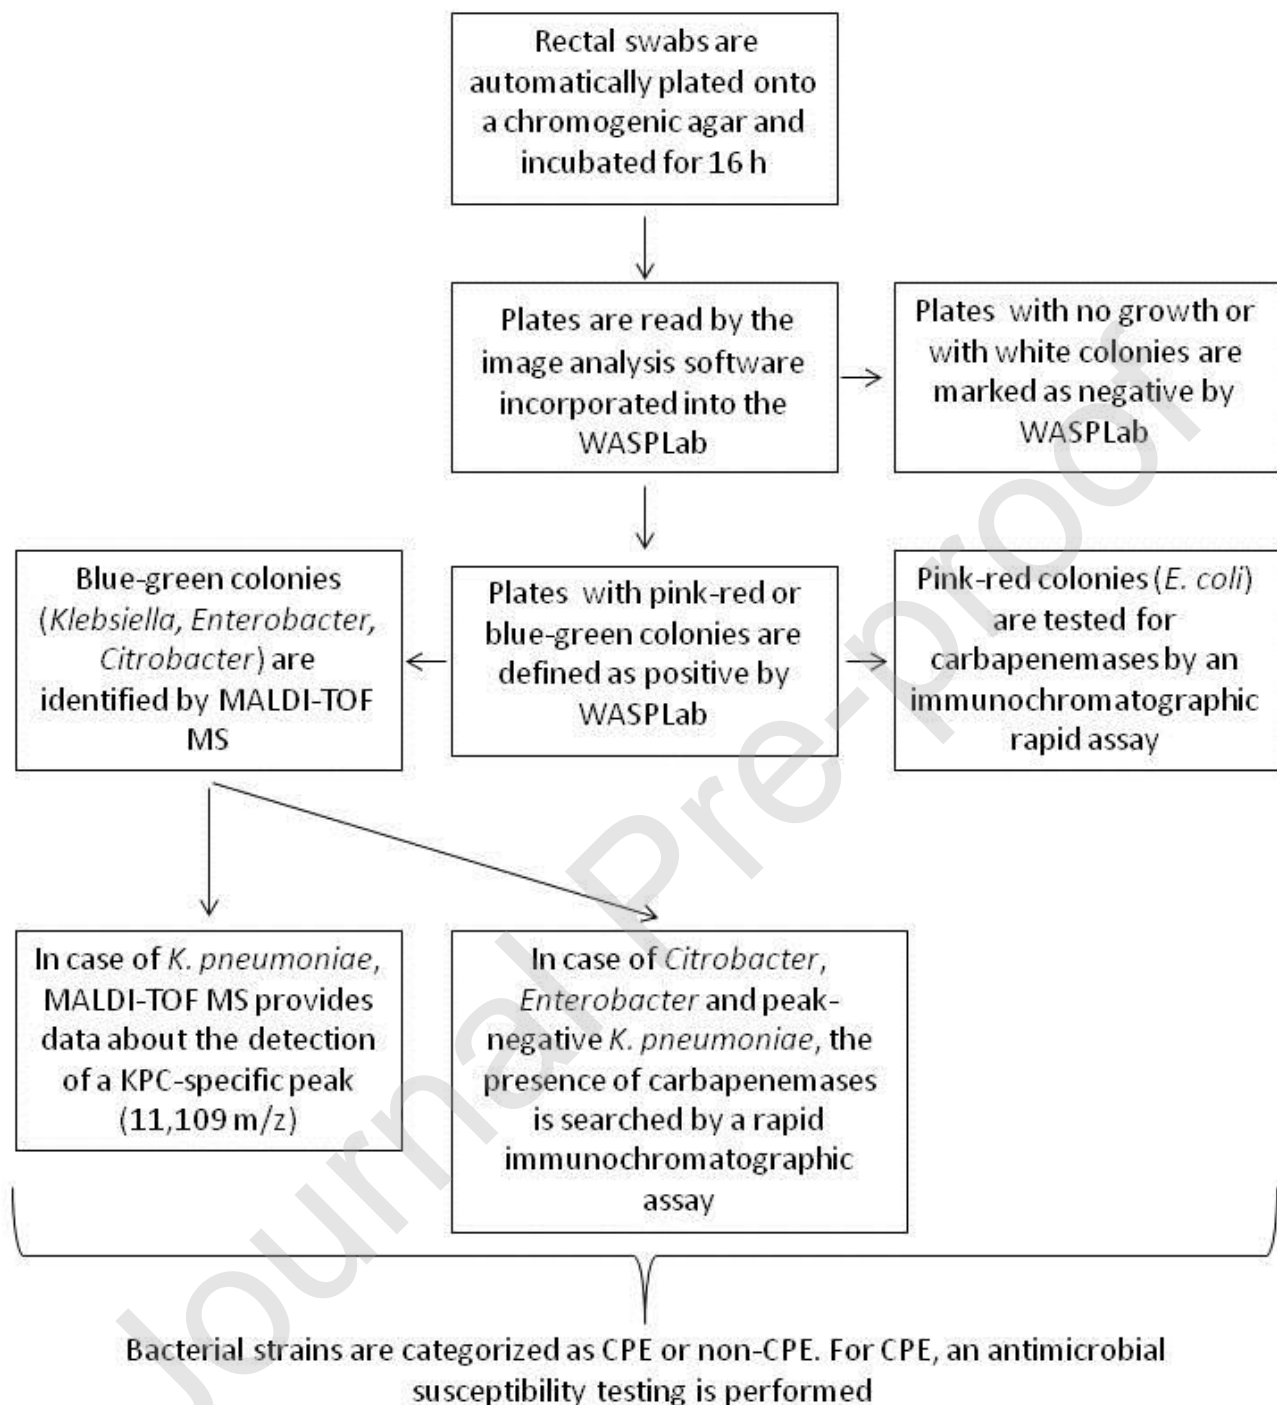 Rectal swabs are
automatically plated onto
a chromogenic agar and
incubated for 16 h
Plates are read by the
image analysis software
incorporated into the
WASPLab
Plates with no growth or
with white colonies are
marked as negative by
WASPLab
Blue-green colonies
(Klebsiella, Enterobacter,
Citrobacter) are
identified by MALDI-TOF
MS
Plates with pink-red or
blue-green colonies are
defined as positive by
WASPLab
Pink-red colonies (E. coli)
are tested for
carbapenemases by an
immunochromatographic
rapid assay
In case of K. pneumoniae,
MALDI-TOF MS provides
data about the detection
of a KPC-specific peak
(11,109 m/z)
In case of Citrobacter,
Enterobacter and peak-
negative K. pneumoniae, the
presence of carbapenemases
is searched by a rapid
immunochromatographic
assay
Bacterial strains are categorized as CPE or non-CPE. For CPE, an antimicrobial
susceptibility testing is performed
Journal Pre-proof